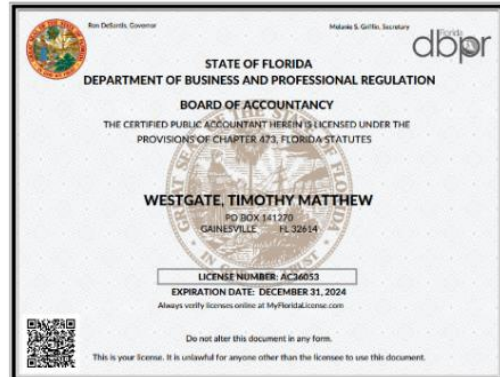 Ron DeSantis, Governor
Melanie S. Griffin, Secretary
Florida
dbpr
STATE OF FLORIDA
DEPARTMENT OF BUSINESS AND PROFESSIONAL REGULATION
BOARD OF ACCOUNTANCY
THE CERTIFIED PUBLIC ACCOUNTANT HEREIN IS LICENSED UNDER THE
PROVISIONS OF CHAPTER 473, FLORIDA STATUTES
WESTGATE, TIMOTHY MATTHEW
PO BOX 141270
GAINESVILLE FL 32614
LICENSE NUMBER: AC36053
EXPIRATION DATE: DECEMBER 31, 2024
Always verify licenses online at MyFloridaLicense.com
Do not alter this document in any form.
This is your license. It is unlawful for anyone other than the licensee to use this document.